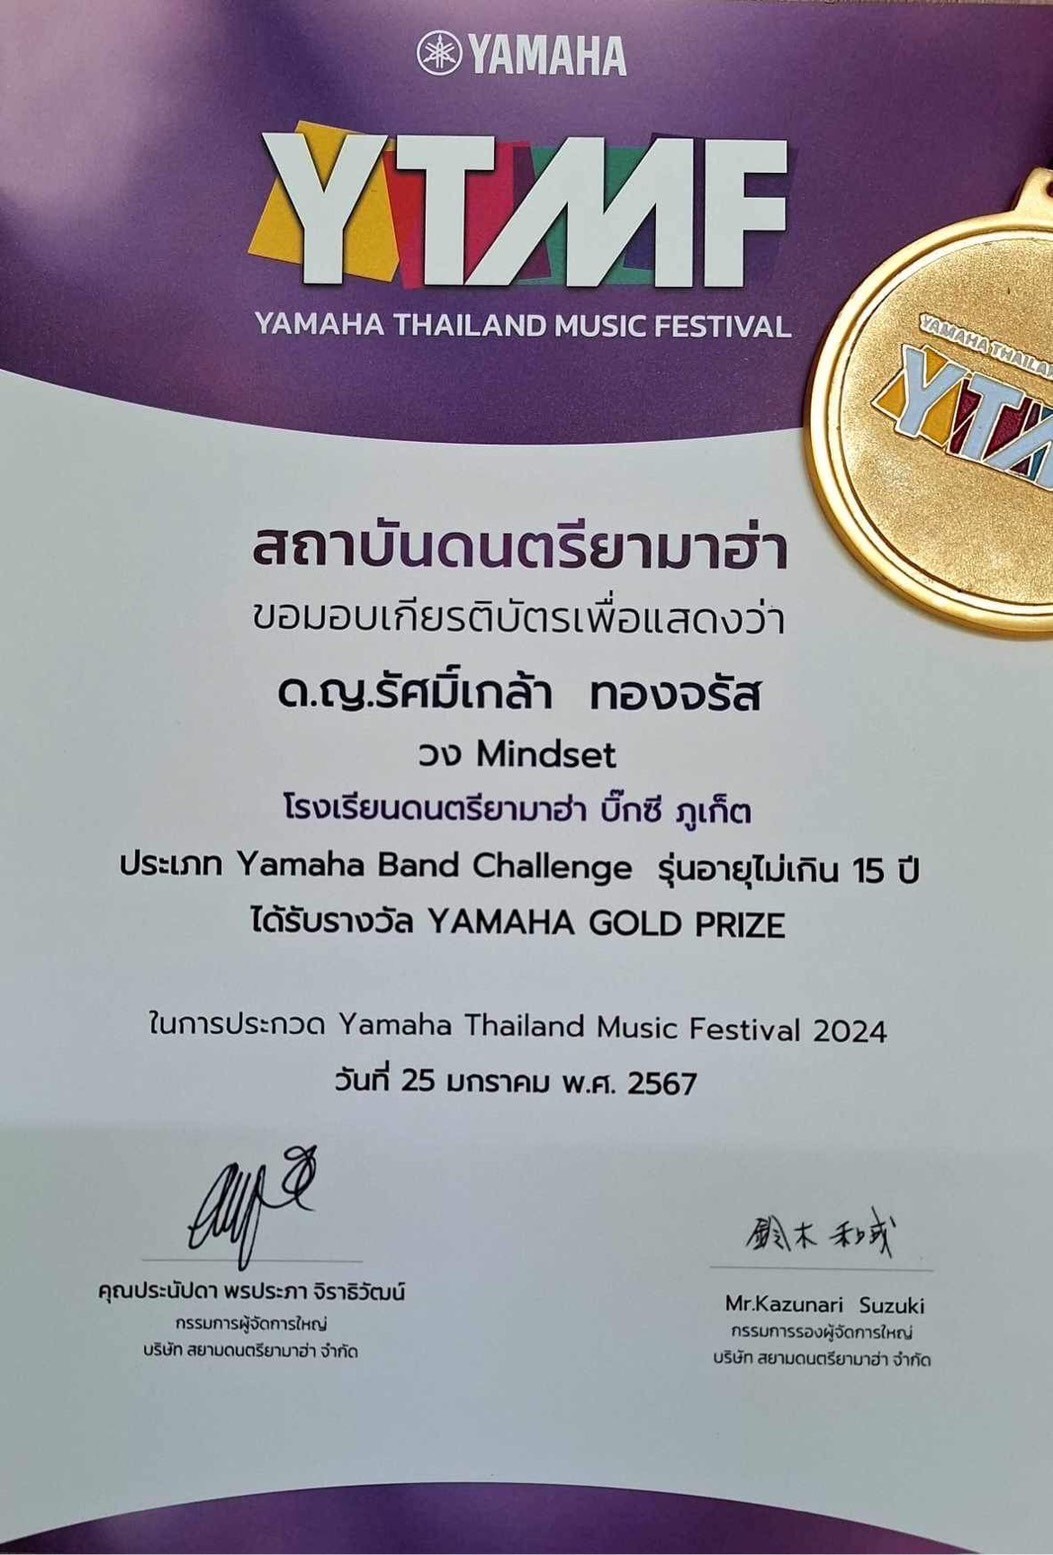 YAMAHA
YTMF
YAMAHA THAILAND MUSIC FESTIVAL
YAMAHA THAILA
YTM
สถาบันดนตรียามาฮ่า
ขอมอบเกียรติบัตรเพื่อแสดงว่า
ด.ญ.รัศมิ์เกล้า ทองจรัส
วง Mindset
โรงเรียนดนตรียามาฮ่า บิ๊กซี ภูเก็ต
ประเภท Yamaha Band Challenge รุ่นอายุไม่เกิน 15 ปี
ได้รับรางวัล YAMAHA GOLD PRIZE
ในการประกวด Yamaha Thailand Music Festival 2024
วันที่ 25 มกราคม พ.ศ. 2567
鈴木 和成
คุณประนัปดา พรประภา จิราธิวัฒน์
กรรมการผู้จัดการใหญ่
บริษัท สยามดนตรียามาฮ่า จำกัด
Mr.Kazunari Suzuki
กรรมการรองผู้จัดการใหญ่
บริษัท สยามดนตรียามาฮ่า จำกัด